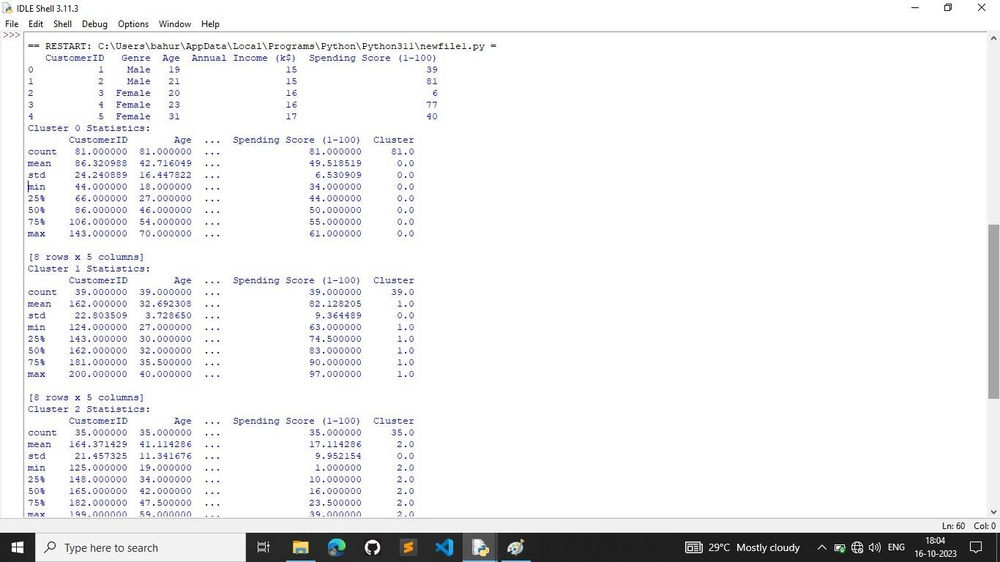 IDLE Shell 3.11.3
File Edit Shell Debug Options Window Help
>>>
== RESTART: C:\Users\bahur\AppData\Local\Programs\Python\Python311\newfile1.py =
CustomerID Genre Age Annual Income (k$) Spending Score (1-100)
0 1 Male 19 15 39
1 2 Male 21 15 81
2 3 Female 20 16 6
3 4 Female 23 16 77
4 5 Female 31 17 40
Cluster 0 Statistics:
CustomerID Age ... Spending Score (1-100) Cluster
count 81.000000 81.000000 ... 81.000000 81.0
mean 86.320988 42.716049 ... 49.518519 0.0
std 24.240889 16.447822 ... 6.530909 0.0
min 44.000000 18.000000 ... 34.000000 0.0
25% 66.000000 27.000000 ... 44.000000 0.0
50% 86.000000 46.000000 ... 50.000000 0.0
75% 106.000000 54.000000 ... 55.000000 0.0
max 143.000000 70.000000 ... 61.000000 0.0
[8 rows x 5 columns]
Cluster 1 Statistics:
CustomerID Age ... Spending Score (1-100) Cluster
count 39.000000 39.000000 ... 39.000000 39.0
mean 162.000000 32.692308 ... 82.128205 1.0
std 22.803509 3.728650 ... 9.364489 0.0
min 124.000000 27.000000 ... 63.000000 1.0
25% 143.000000 30.000000 ... 74.500000 1.0
50% 162.000000 32.000000 ... 83.000000 1.0
75% 181.000000 35.500000 ... 90.000000 1.0
max 200.000000 40.000000 ... 97.000000 1.0
[8 rows x 5 columns]
Cluster 2 Statistics:
CustomerID Age ... Spending Score (1-100) Cluster
count 35.000000 35.000000 ... 35.000000 35.0
mean 164.371429 41.114286 ... 17.114286 2.0
std 21.457325 11.341676 ... 9.952154 0.0
min 125.000000 19.000000 ... 1.000000 2.0
25% 148.000000 34.000000 ... 10.000000 2.0
50% 165.000000 42.000000 ... 16.000000 2.0
75% 182.000000 47.500000 ... 23.500000 2.0
max 199.000000 59.000000 ... 39.000000 2.0
Ln: 60 Col: 0
Type here to search
29°C Mostly cloudy
ENG
18:04
16-10-2023